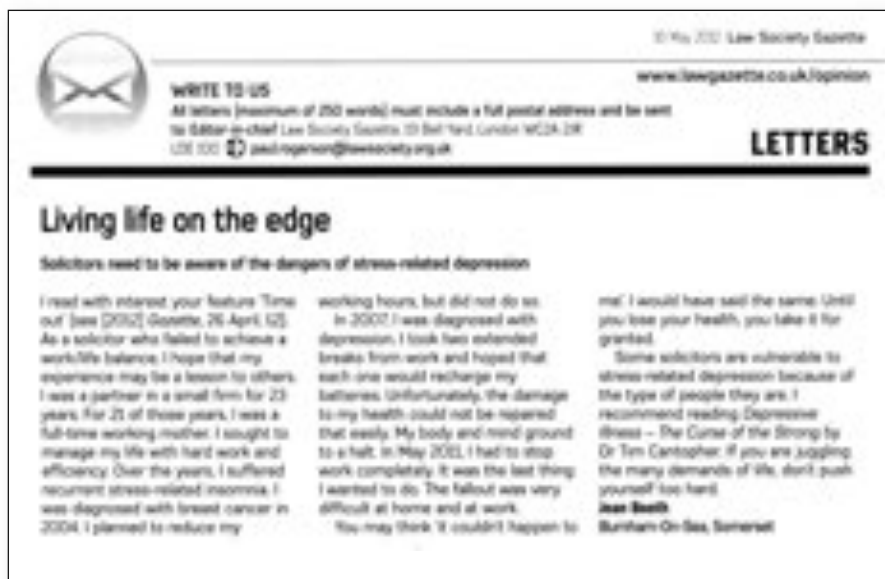 10 May 2012 Law Society Gazette
www.lawgazette.co.uk/opinion
WRITE TO US
All letters (maximum of 250 words) must include a full postal address and be sent
to: Editor-in-chief Law Society Gazette
paul.rogerson@lawsociety.org.uk
LETTERS
Living life on the edge
Solicitors need to be aware of the dangers of stress-related depression
I read with interest your feature 'Time
out' (see [2012] Gazette, 26 April, 12).
As a solicitor who failed to achieve a
work/life balance, I hope that my
experience may be a lesson to others.
I was a partner in a small firm for 23
years. For 21 of those years, I was a
full-time working mother. I sought to
manage my life with hard work and
efficiency. Over the years, I suffered
recurrent stress-related insomnia. I
was diagnosed with breast cancer in
2004. I planned to reduce my
working hours, but did not do so.
In 2007, I was diagnosed with
depression. I took two extended
breaks from work and hoped that
each one would recharge my
batteries. Unfortunately, the damage
to my health could not be repaired
that easily. My body and mind ground
to a halt. In May 2011, I had to stop
work completely. It was the last thing
I wanted to do. The fallout was very
difficult at home and at work.
You may think 'it couldn't happen to
me'. I would have said the same. Until
you lose your health, you take it for
granted.
Some solicitors are vulnerable to
stress-related depression because of
the type of people they are. I
recommend reading Depressive
Illness – The Curse of the Strong by
Dr Tim Cantopher. If you are juggling
the many demands of life, don't push
yourself too hard.
Jean Booth
Burnham-On-Sea, Somerset